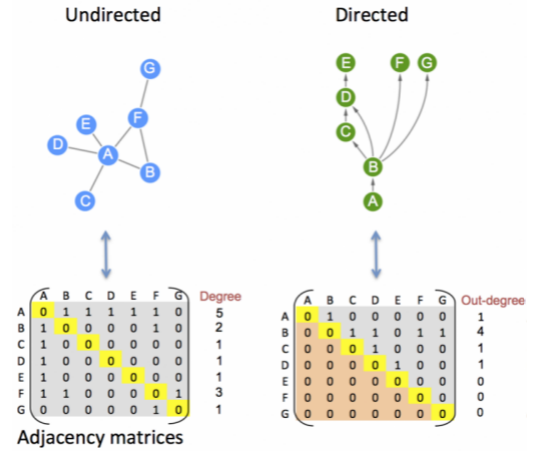 Undirected
G
F
E
D
A
B
C
A B C D E F G Degree
A 0 1 1 1 1 1 0 5
B 1 0 0 0 0 1 0 2
C 1 0 0 0 0 0 0 1
D 1 0 0 0 0 0 0 1
E 1 0 0 0 0 0 0 1
F 1 1 0 0 0 0 1 3
G 0 0 0 0 0 1 0 1
Adjacency matrices
Directed
E F G
D
C
B
A
A B C D E F G Out-degree
A 0 1 0 0 0 0 0 1
B 0 0 1 1 0 1 1 4
C 0 0 0 1 0 0 0 1
D 0 0 0 0 1 0 0 1
E 0 0 0 0 0 0 0 0
F 0 0 0 0 0 0 0 0
G 0 0 0 0 0 0 0 0